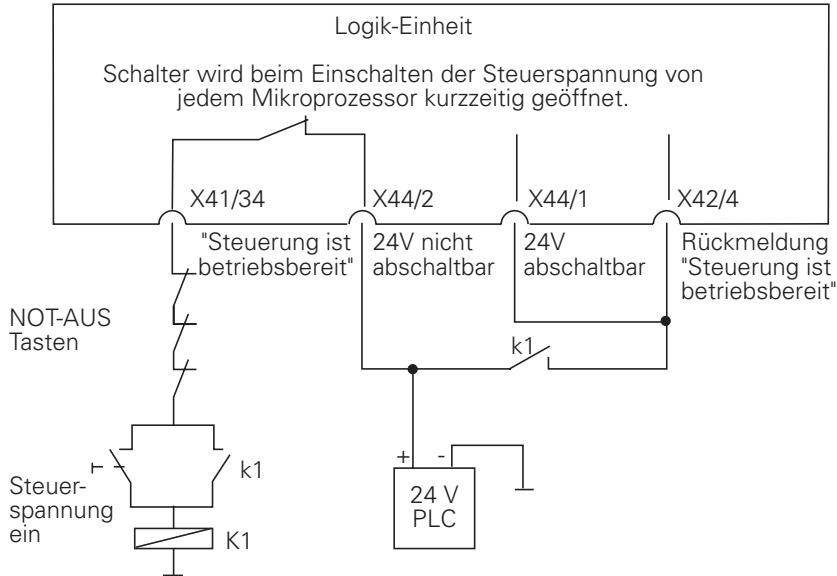 Logik-Einheit
Schalter wird beim Einschalten der Steuerspannung von
jedem Mikroprozessor kurzzeitig geöffnet.
X41/34
X44/2
X44/1
X42/4
"Steuerung ist
betriebsbereit"
24V nicht
abschaltbar
24V
abschaltbar
Rückmeldung
"Steuerung ist
betriebsbereit"
NOT-AUS
Tasten
k1
+ -
24 V
PLC
k1
Steuer-
spannung
ein
K1